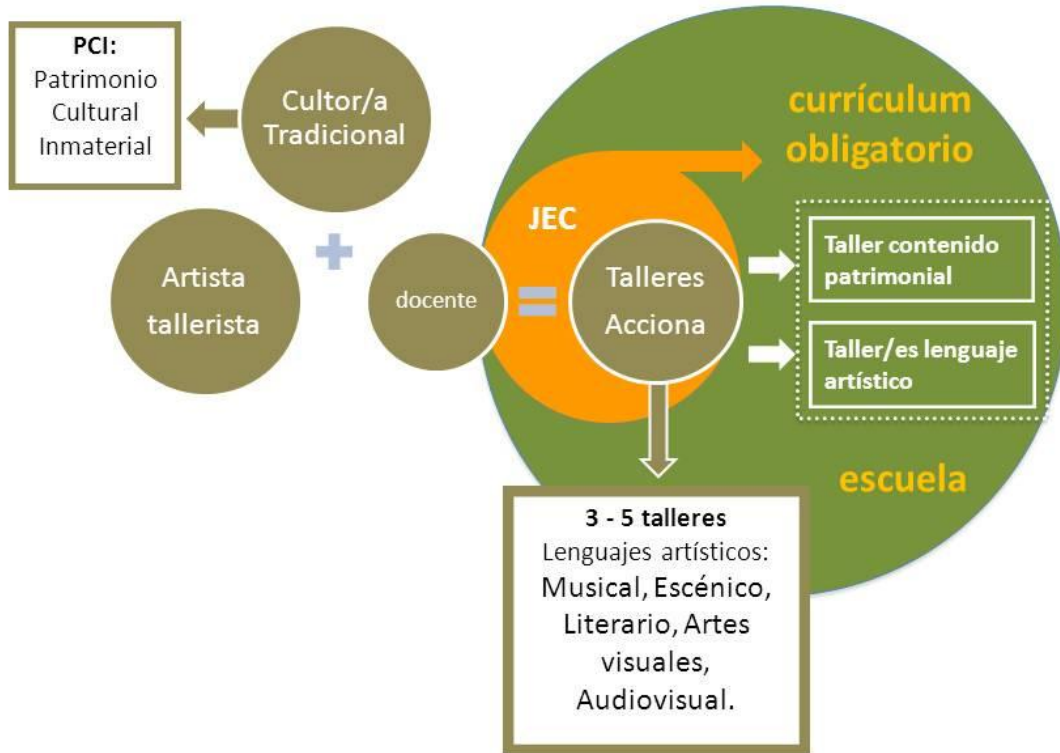 PCI:
Patrimonio
Cultural
Inmaterial
Cultor/a
Tradicional
currículum
obligatorio
JEC
Artista
tallerista
+
docente
=
Talleres
Acciona
Taller contenido
patrimonial
Taller/es lenguaje
artístico
escuela
3 - 5 talleres
Lenguajes artísticos:
Musical, Escénico,
Literario, Artes
visuales,
Audiovisual.